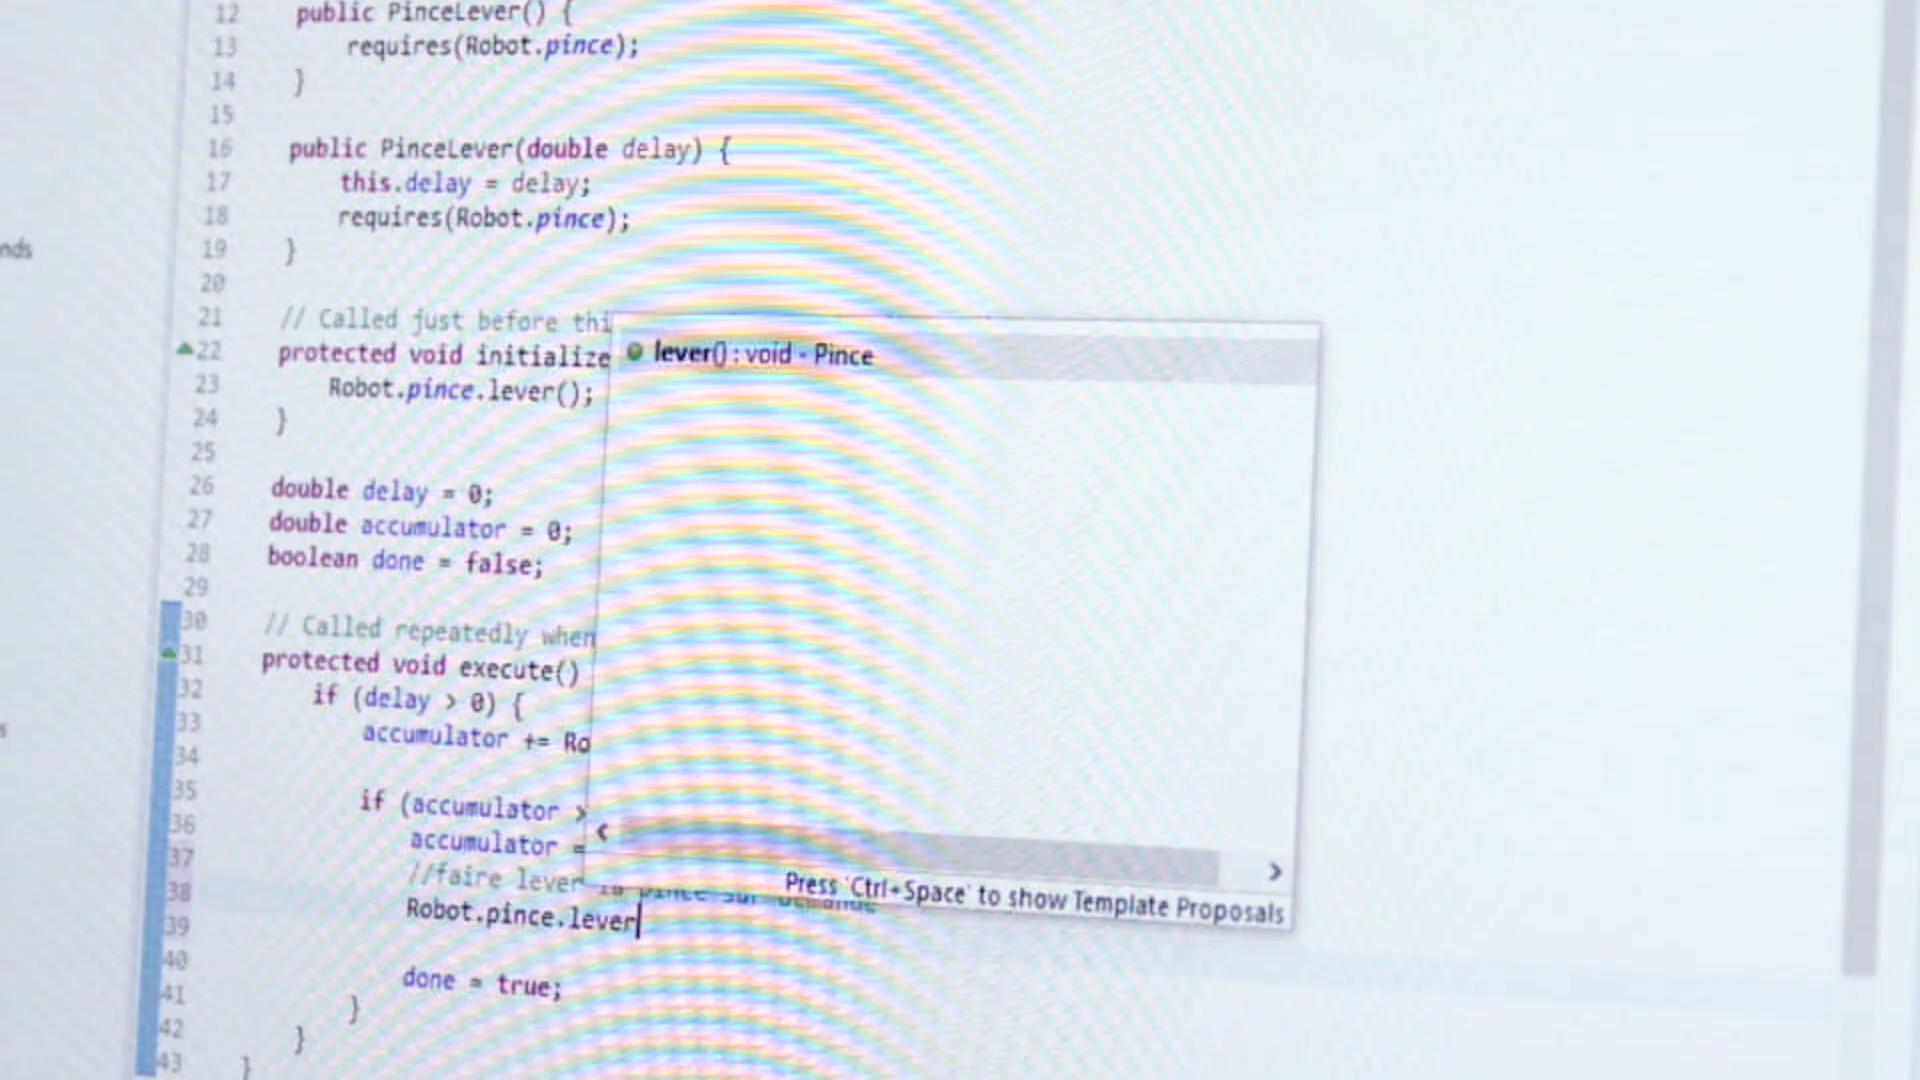 12 public PinceLever() {
13 requires(Robot.pince);
14 }
15
16 public PinceLever(double delay) {
17 this.delay = delay;
18 requires(Robot.pince);
19 }
20
21 // Called just before thi
22 protected void initialize
lever() : void - Pince
23 Robot.pince.lever();
24 }
25
26 double delay = 0;
27 double accumulator = 0;
28 boolean done = false;
29
30 // Called repeatedly when
31 protected void execute()
32 if (delay > 0) {
33 accumulator += Ro
34
35 if (accumulator >
36 accumulator =
37 //faire lever la pince sur demande
38 Robot.pince.lever
Press 'Ctrl+Space' to show Template Proposals
39
40 done = true;
41 }
42 }
43 }
nds